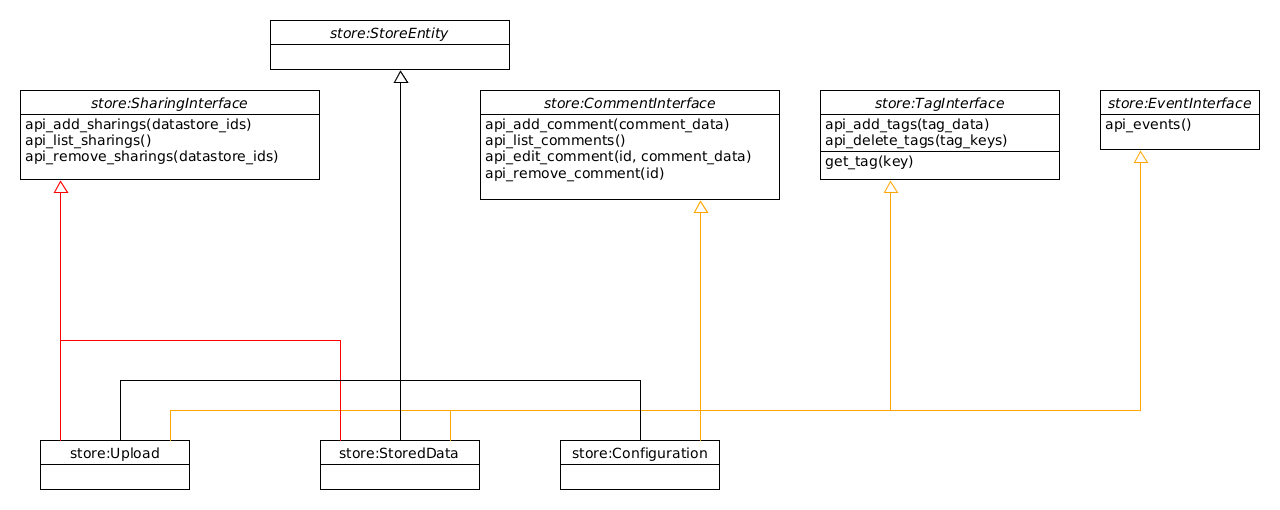 store:StoreEntity
store:SharingInterface
api_add_sharings(datastore_ids)
api_list_sharings()
api_remove_sharings(datastore_ids)
store:CommentInterface
api_add_comment(comment_data)
api_list_comments()
api_edit_comment(id, comment_data)
api_remove_comment(id)
store:TagInterface
api_add_tags(tag_data)
api_delete_tags(tag_keys)
get_tag(key)
store:EventInterface
api_events()
store:Upload
store:StoredData
store:Configuration